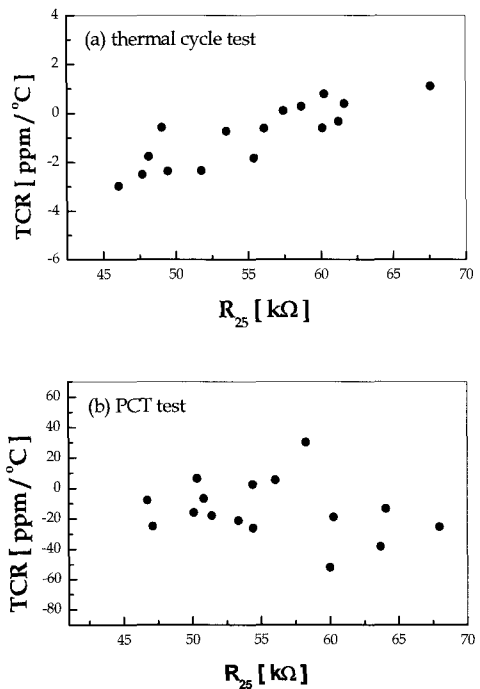 (a) thermal cycle test
TCR [ ppm/°C]
4
2
0
-2
-4
-6
45 50 55 60 65 70
R25 [ kΩ ]
(b) PCT test
TCR [ ppm/°C]
60
40
20
0
-20
-40
-60
-80
45 50 55 60 65 70
R25 [ kΩ ]